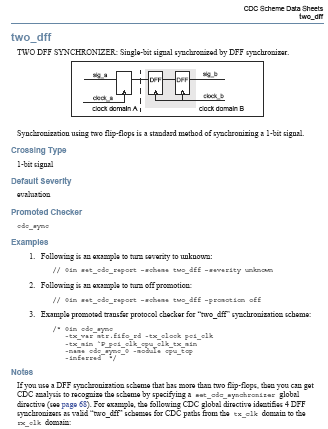 CDC Scheme Data Sheets
two_dff
two_dff
TWO DFF SYNCHRONIZER: Single-bit signal synchronized by DFF synchronizer.
sig_a
DFF
DFF
sig_b
clock_a
clock_b
clock domain A
clock domain B
Synchronization using two flip-flops is a standard method of synchronizing a 1-bit signal.
Crossing Type
1-bit signal
Default Severity
evaluation
Promoted Checker
cdc_sync
Examples
1. Following is an example to turn severity to unknown:
// 0in set_cdc_report -scheme two_dff -severity unknown
2. Following is an example to turn off promotion:
// 0in set_cdc_report -scheme two_dff -promotion off
3. Example promoted transfer protocol checker for “two_dff” synchronization scheme:
/* 0in cdc_sync
-tx_var mtr.fifo_rd -tx_clock pci_clk
-tx_min "P_pci_clk_cpu_clk_tx_min
-name cdc_sync_0 -module cpu_top
-inferred */
Notes
If you use a DFF synchronization scheme that has more than two flip-flops, then you can get
CDC analysis to recognize the scheme by specifying a set_cdc_synchronizer global
directive (see page 68). For example, the following CDC global directive identifies 4 DFF
synchronizers as valid “two_dff” schemes for CDC paths from the tx_clk domain to the
rx_clk domain: